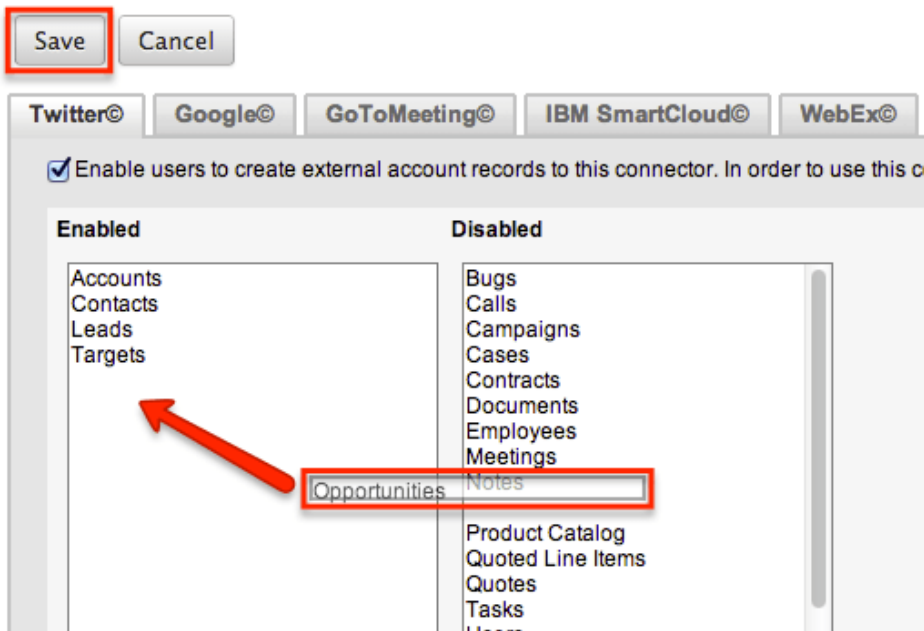 Save Cancel
Twitter© Google© GoToMeeting© IBM SmartCloud© WebEx©
Enable users to create external account records to this connector. In order to use this
Enabled
Accounts
Contacts
Leads
Targets
Disabled
Bugs
Calls
Campaigns
Cases
Contracts
Documents
Employees
Meetings
Notes
Opportunities
Product Catalog
Quoted Line Items
Quotes
Tasks